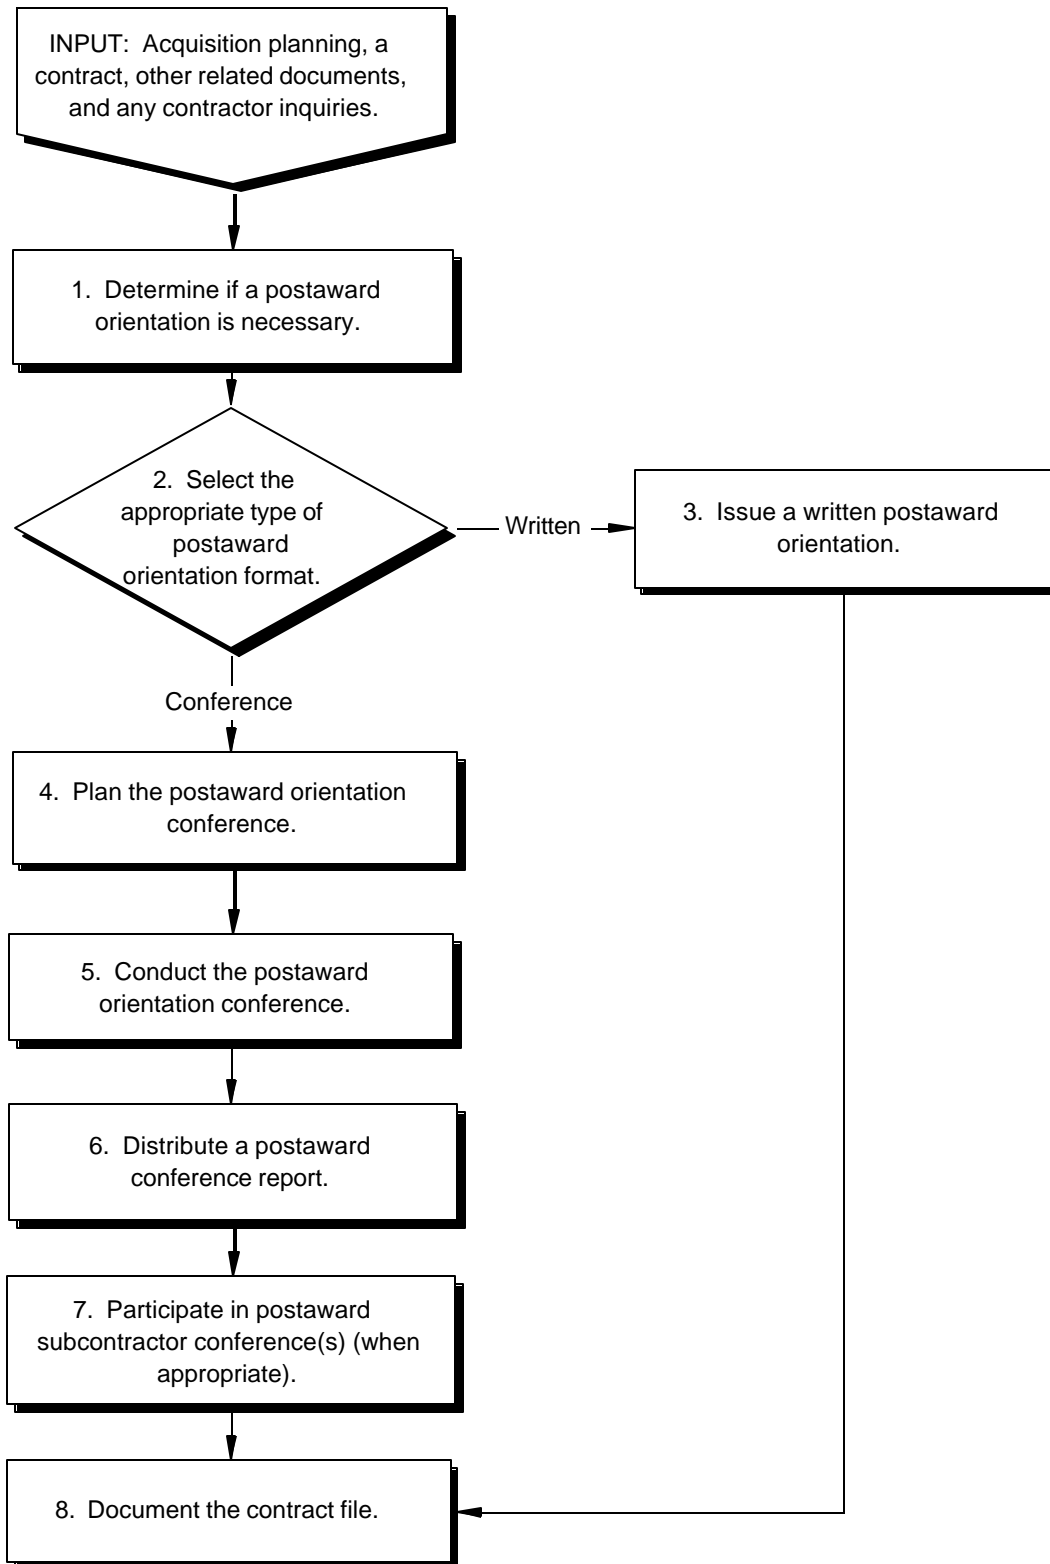 INPUT:  Acquisition planning, a
contract, other related documents,
and any contractor inquiries.
1.  Determine if a postaward
orientation is necessary.
2.  Select the
appropriate type of
postaward
orientation format.
Written
3.  Issue a written postaward
orientation.
Conference
4.  Plan the postaward orientation
conference.
5.  Conduct the postaward
orientation conference.
6.  Distribute a postaward
conference report.
7.  Participate in postaward
subcontractor conference(s) (when
appropriate).
8.  Document the contract file.